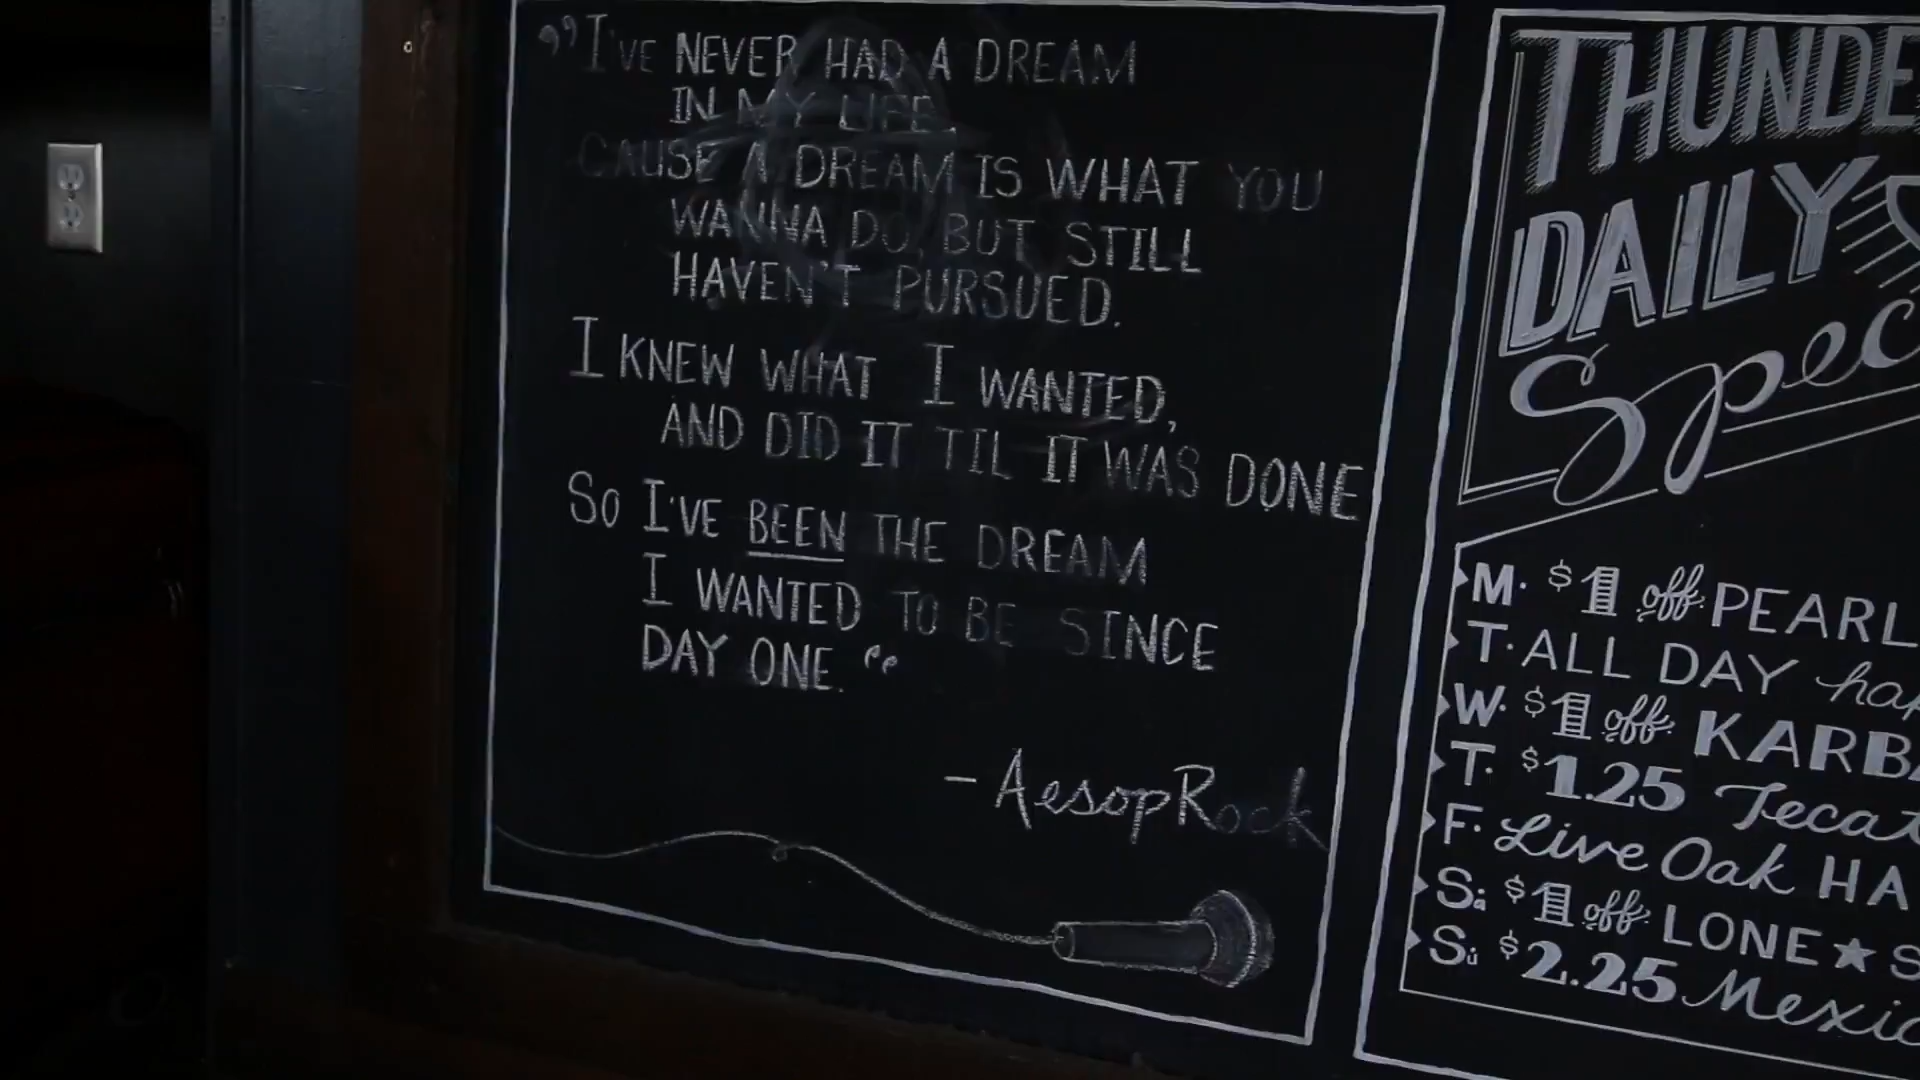 "I'VE NEVER HAD A DREAM
IN MY LIFE.
CAUSE A DREAM IS WHAT YOU
WANNA DO, BUT STILL
HAVEN'T PURSUED.
I KNEW WHAT I WANTED,
AND DID IT TIL IT WAS DONE
SO I'VE BEEN THE DREAM
I WANTED TO BE SINCE
DAY ONE."
- AesopRock
THUNDE
DAILY
Spec
M. $1 off PEARL
T. ALL DAY hap
W. $1 off KARBA
T. $1.25 Tecat
F. Live Oak HA
Sa $1 off LONE ★ S
Su $2.25 Mexic